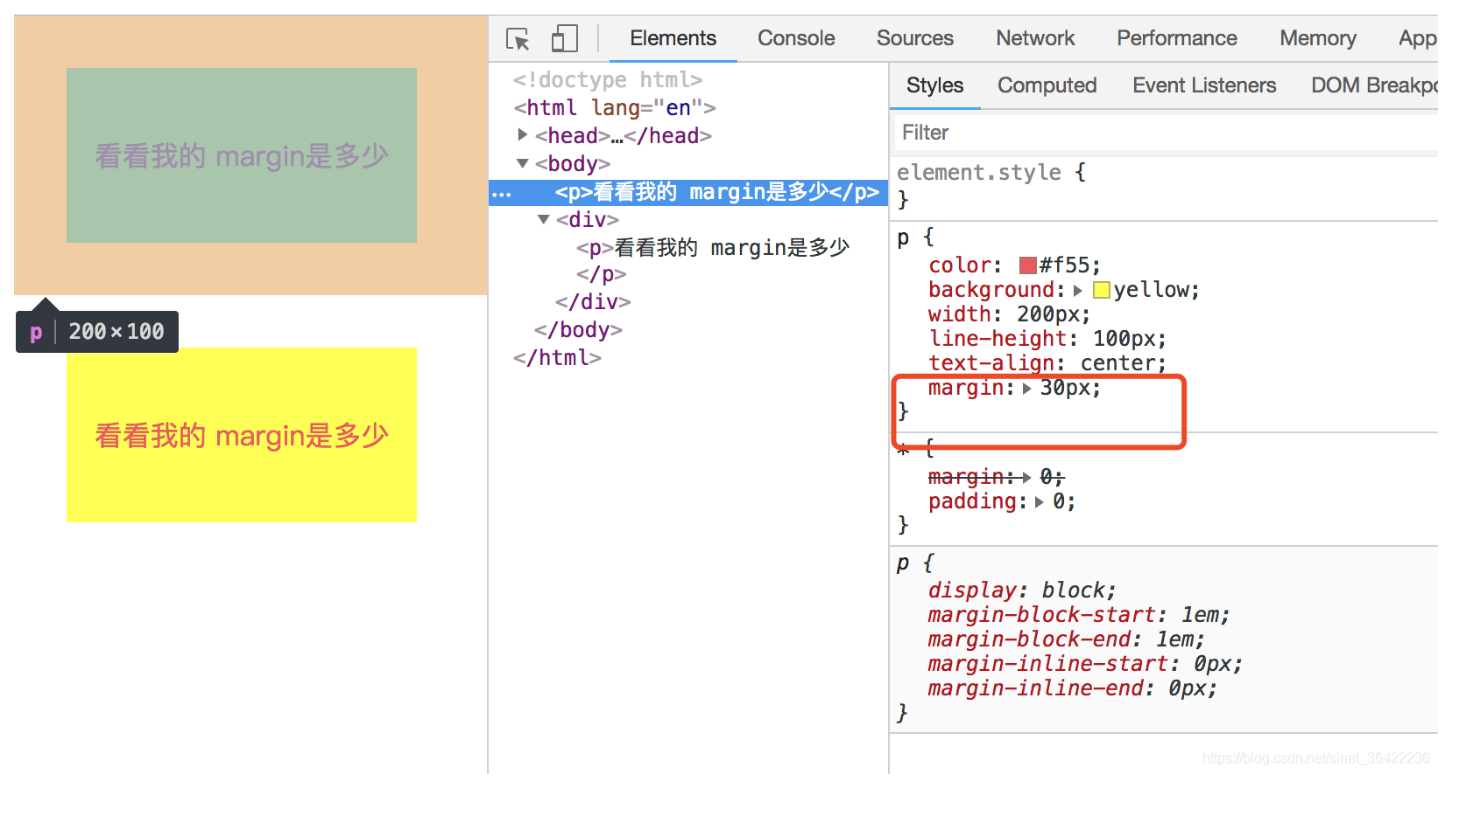 看看我的 margin是多少
p 200×100
看看我的 margin是多少
Elements Console Sources Network Performance Memory App
<!doctype html>
<html lang="en">
<head>…</head>
<body>
… <p>看看我的 margin是多少</p>
<div>
<p>看看我的 margin是多少
</p>
</div>
</body>
</html>
Styles Computed Event Listeners DOM Breakpo
Filter
element.style {
}
p {
color: #f55;
background: yellow;
width: 200px;
line-height: 100px;
text-align: center;
margin: 30px;
}
* {
margin: 0;
padding: 0;
}
p {
display: block;
margin-block-start: 1em;
margin-block-end: 1em;
margin-inline-start: 0px;
margin-inline-end: 0px;
}
https://blog.csdn.net/sinat_36422236